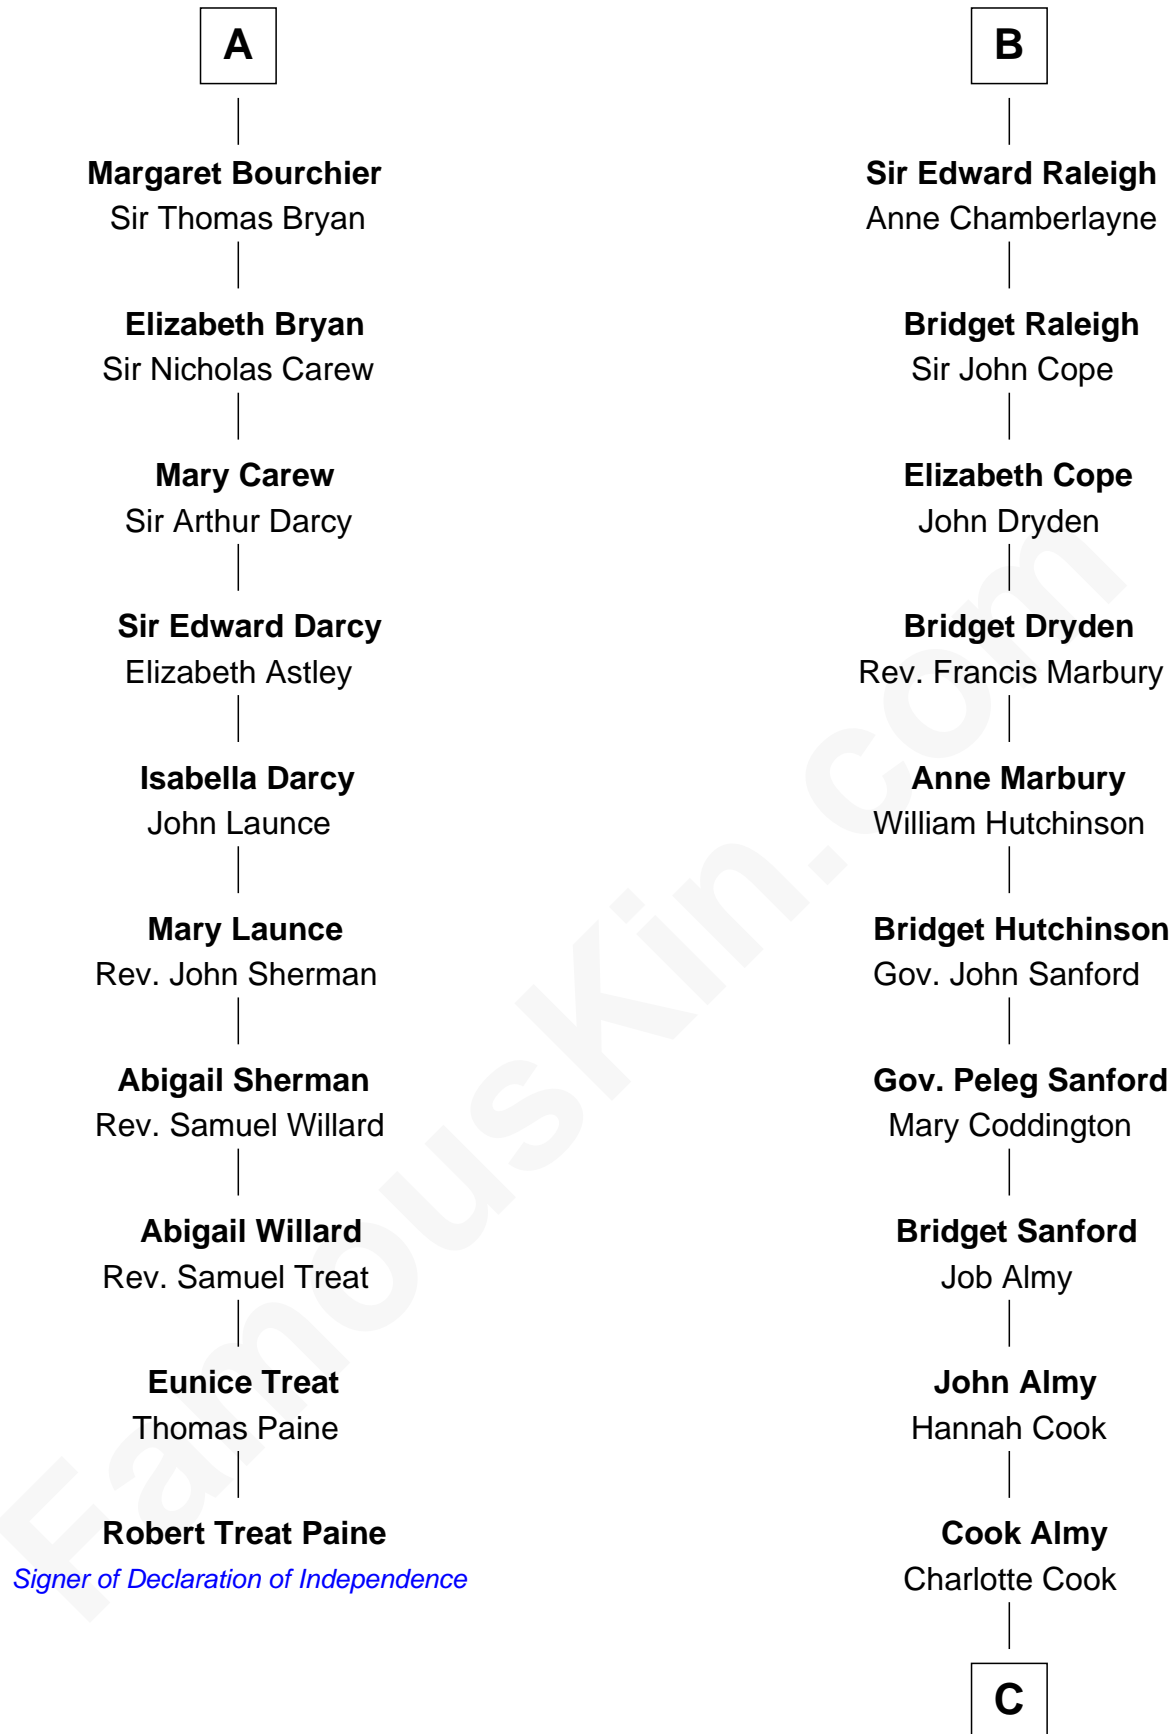 A
Margaret Bourchier
Sir Thomas Bryan
Elizabeth Bryan
Sir Nicholas Carew
Mary Carew
Sir Arthur Darcy
Sir Edward Darcy
Elizabeth Astley
Isabella Darcy
John Launce
Mary Launce
Rev. John Sherman
Abigail Sherman
Rev. Samuel Willard
Abigail Willard
Rev. Samuel Treat
Eunice Treat
Thomas Paine
Robert Treat Paine
Signer of Declaration of Independence
B
Sir Edward Raleigh
Anne Chamberlayne
Bridget Raleigh
Sir John Cope
Elizabeth Cope
John Dryden
Bridget Dryden
Rev. Francis Marbury
Anne Marbury
William Hutchinson
Bridget Hutchinson
Gov. John Sanford
Gov. Peleg Sanford
Mary Coddington
Bridget Sanford
Job Almy
John Almy
Hannah Cook
Cook Almy
Charlotte Cook
C
FamousKin.com